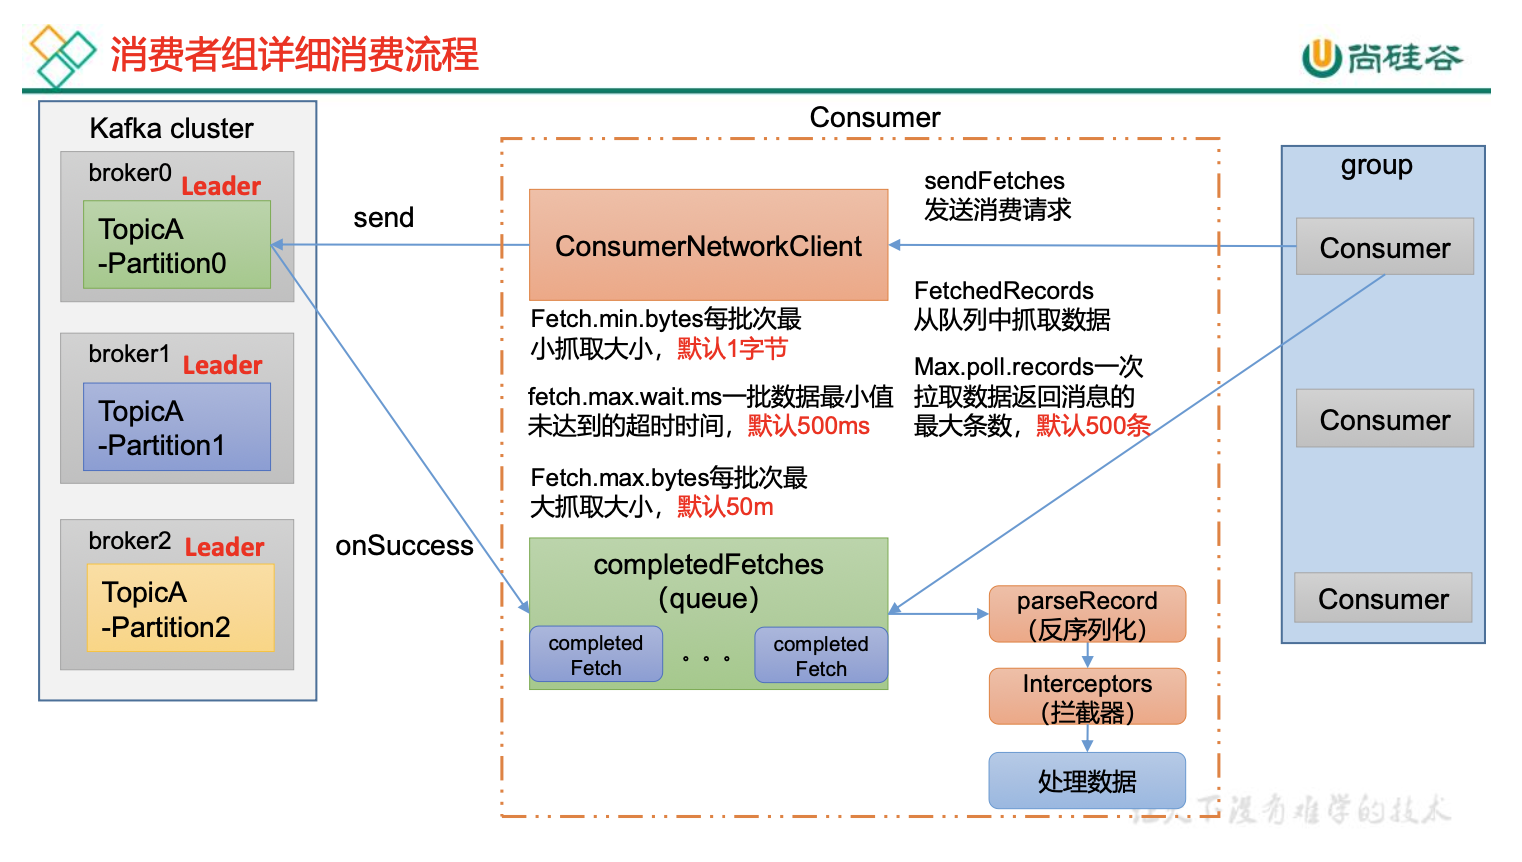 消费者组详细消费流程
尚硅谷
Kafka cluster
broker0
Leader
TopicA
-Partition0
broker1
Leader
TopicA
-Partition1
broker2
Leader
TopicA
-Partition2
send
onSuccess
Consumer
ConsumerNetworkClient
sendFetches
发送消费请求
Fetch.min.bytes每批次最
小抓取大小，默认1字节
fetch.max.wait.ms一批数据最小值
未达到的超时时间，默认500ms
Fetch.max.bytes每批次最
大抓取大小，默认50m
FetchedRecords
从队列中抓取数据
Max.poll.records一次
拉取数据返回消息的
最大条数，默认500条
completedFetches
（queue）
completed
Fetch
。。。
completed
Fetch
parseRecord
（反序列化）
Interceptors
（拦截器）
处理数据
group
Consumer
Consumer
Consumer
让天下没有难学的技术